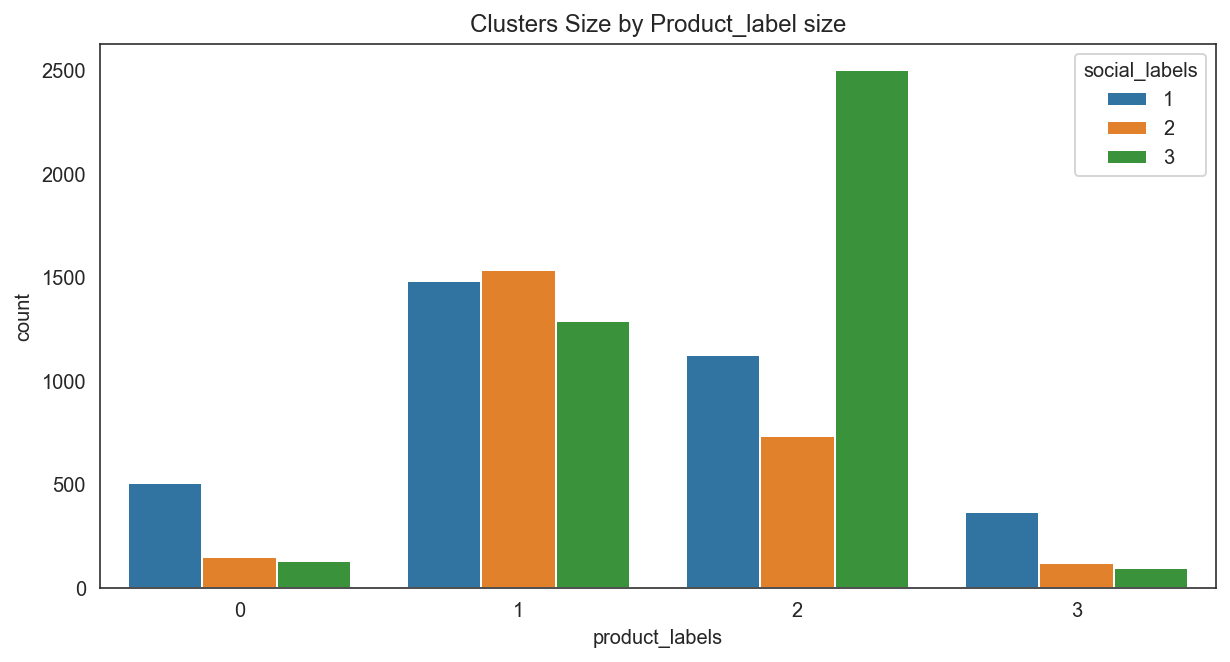 Clusters Size by Product_label size
social_labels
1
2
3
2500
2000
1500
1000
500
0
count
0 1 2 3
product_labels